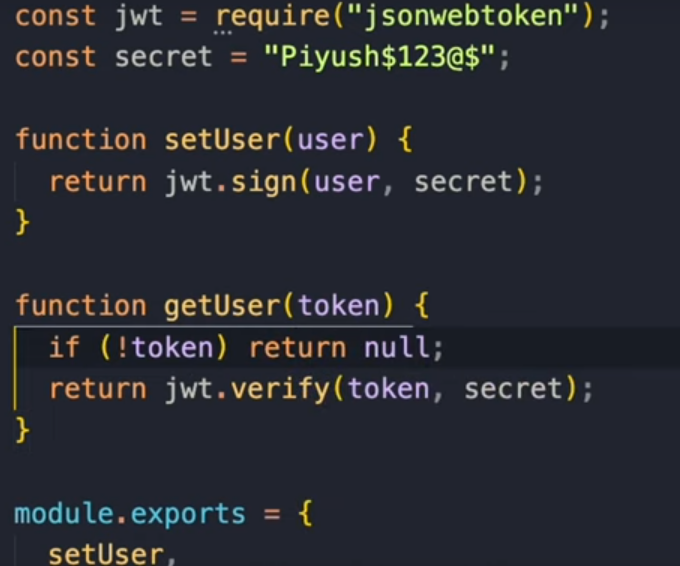 const jwt = require("jsonwebtoken");
const secret = "Piyush$123@$";
function setUser(user) {
return jwt.sign(user, secret);
}
function getUser(token) {
if (!token) return null;
return jwt.verify(token, secret);
}
module.exports = {
setUser,